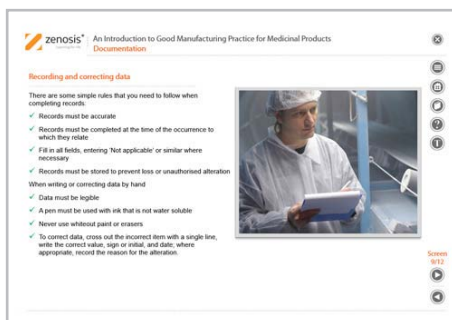 zenosis®
An Introduction to Good Manufacturing Practice for Medicinal Products
Documentation
Recording and correcting data
There are some simple rules that you need to follow when
completing records:
✓ Records must be accurate
✓ Records must be completed at the time of the occurrence to
which they relate
✓ Fill in all fields, entering 'Not applicable' or similar where
necessary
✓ Records must be stored to prevent loss or unauthorised alteration
When writing or correcting data by hand
✓ Data must be legible
✓ A pen must be used with ink that is not water soluble
✓ Never use whiteout paint or erasers
✓ To correct data, cross out the incorrect item with a single line,
write the correct value, sign or initial, and date, where
appropriate, record the reason for the alteration.
Screen
9/12